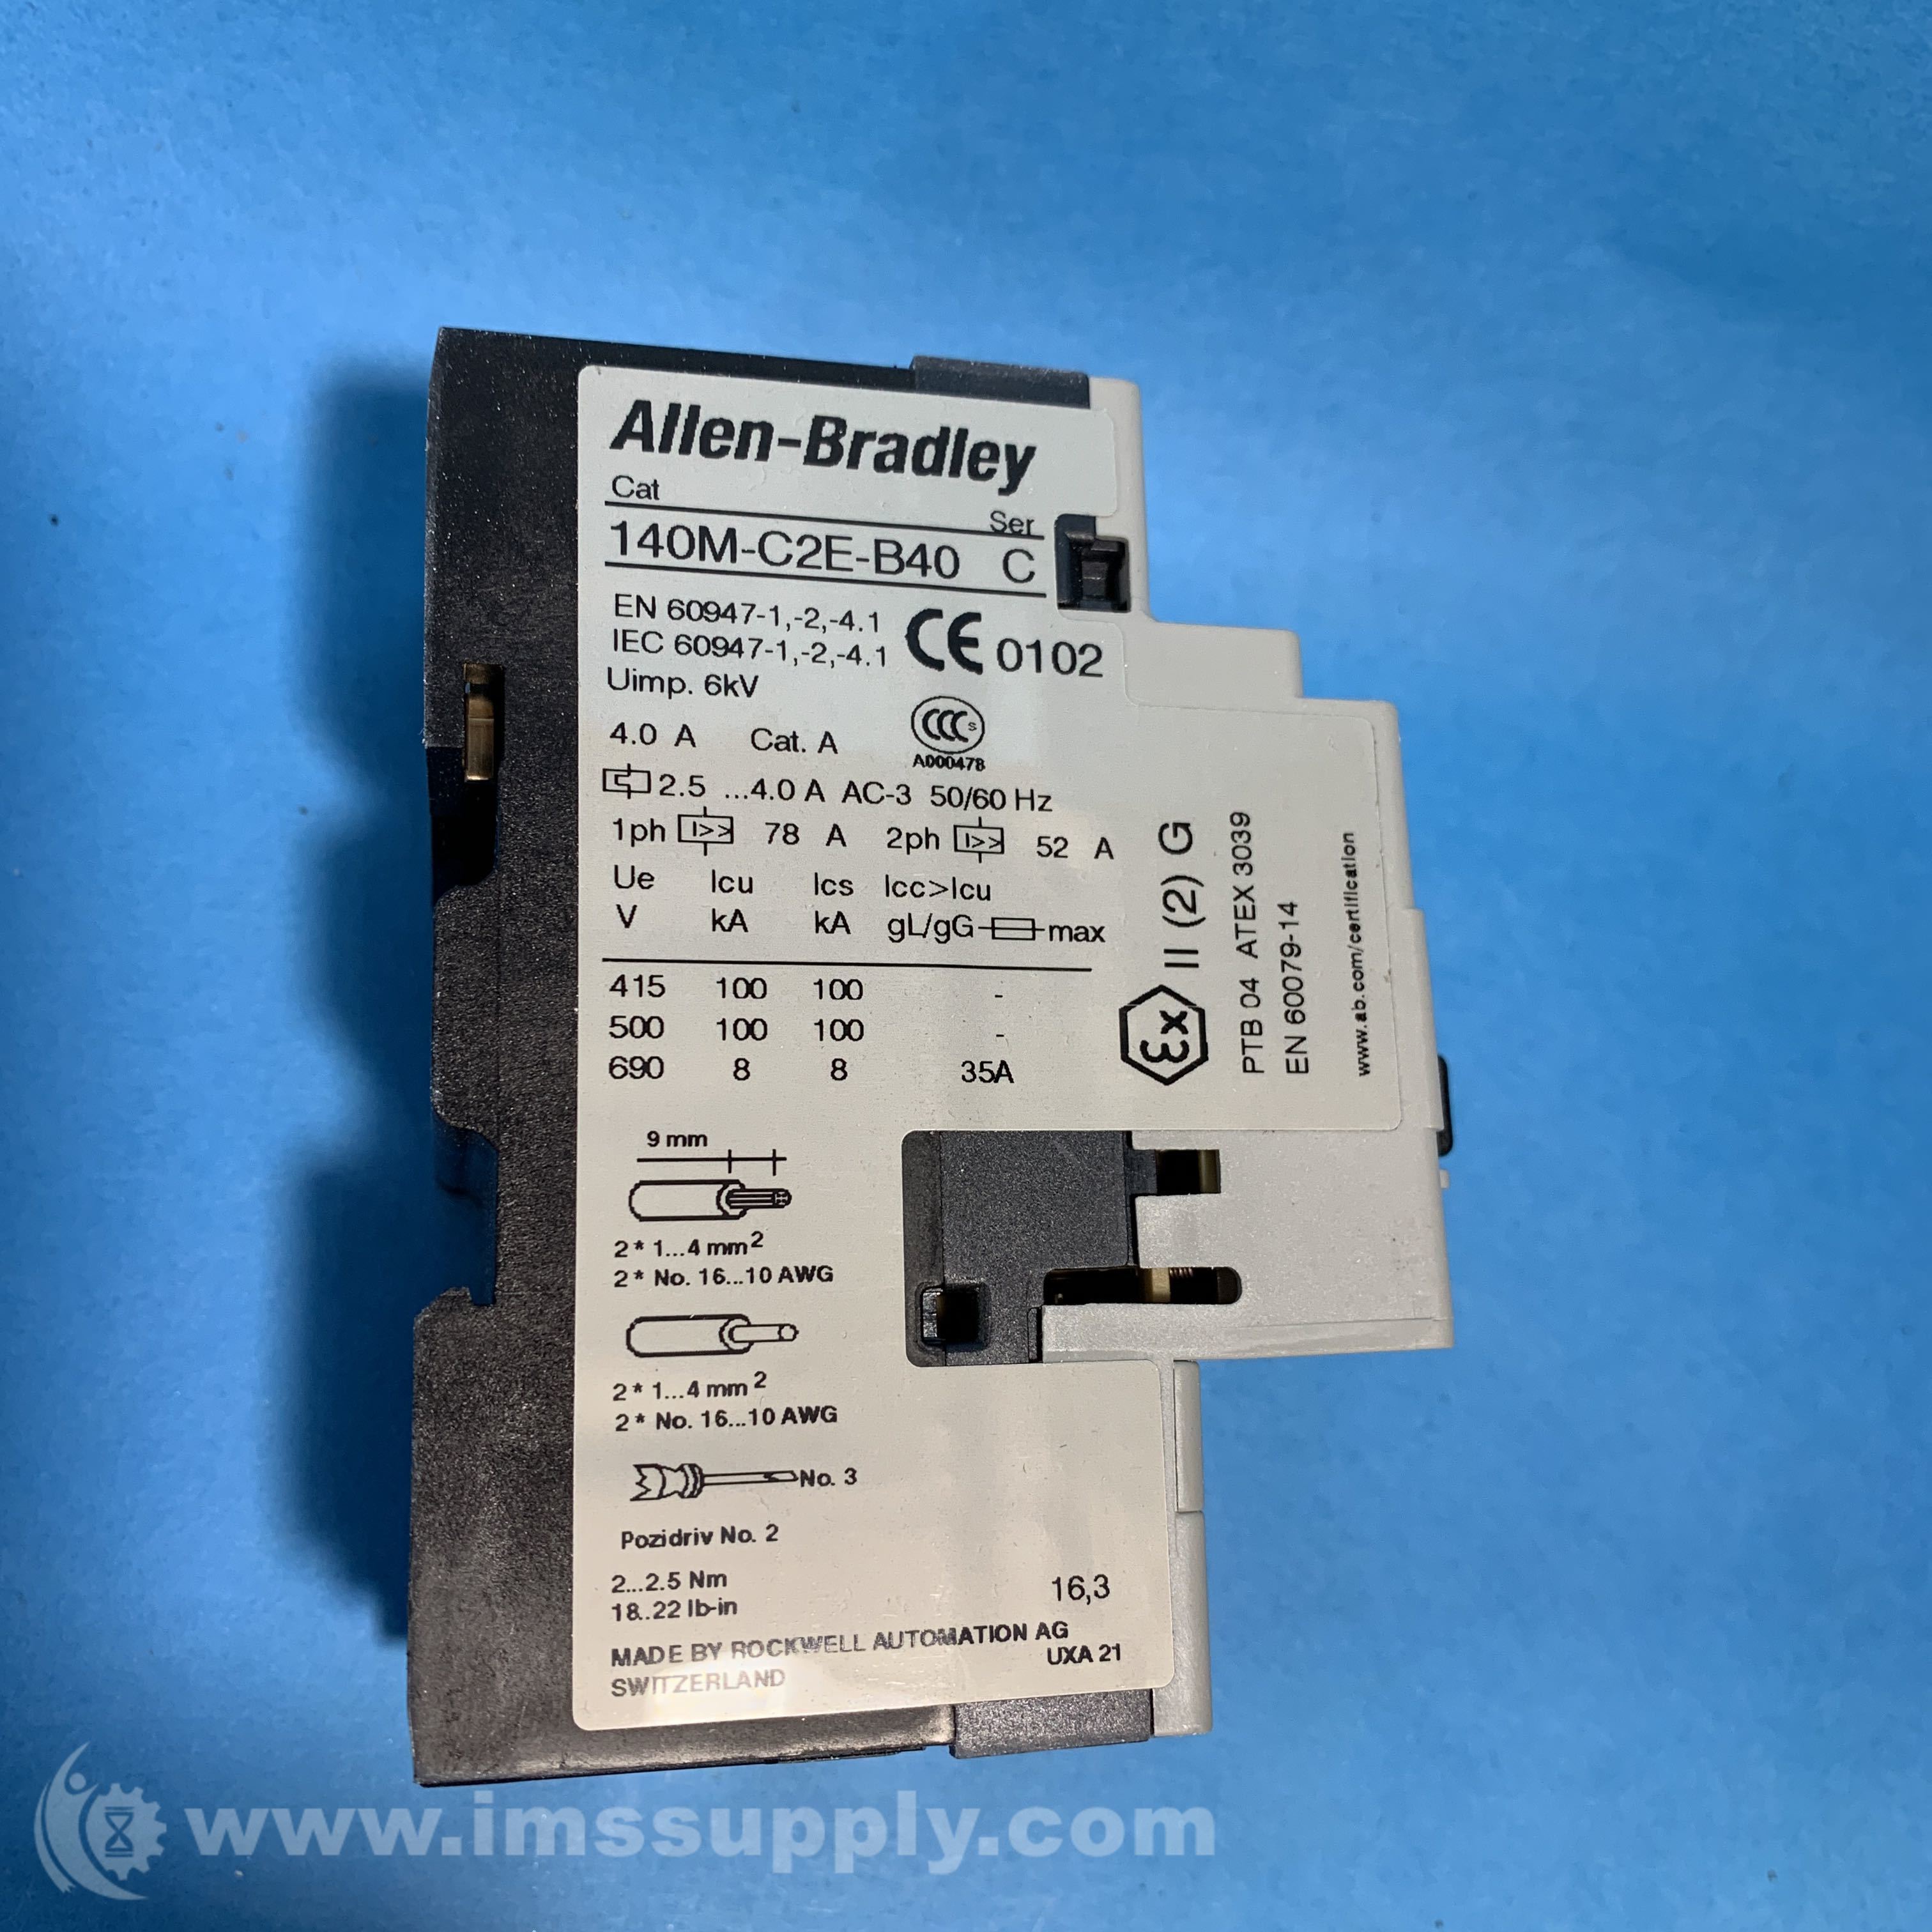 Allen-Bradley
Cat Ser
140M-C2E-B40 C
EN 60947-1,-2,-4.1
IEC 60947-1,-2,-4.1
CE 0102
Uimp. 6kV
CCC S
A000478
4.0 A Cat. A
2.5 ...4.0 A AC-3 50/60 Hz
1ph I>> 78 A 2ph I>> 52 A
Ue Icu Ics Icc>Icu
V kA kA gL/gG max
415 100 100 -
500 100 100 -
690 8 8 35A
Ex II (2) G
PTB 04 ATEX 3039
EN 60079-14
www.ab.com/certification
9 mm
2* 1...4 mm2
2* No. 16...10 AWG
2* 1...4 mm2
2* No. 16...10 AWG
No. 3
Pozidriv No. 2
2...2.5 Nm
18..22 lb-in
16,3
MADE BY ROCKWELL AUTOMATION AG
SWITZERLAND
UXA 21
www.imssupply.com